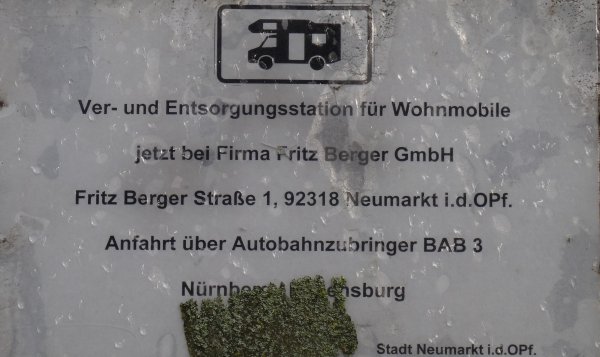 Ver- und Entsorgungsstation für Wohnmobile
jetzt bei Firma Fritz Berger GmbH
Fritz Berger Straße 1, 92318 Neumarkt i.d.OPf.
Anfahrt über Autobahnzubringer BAB 3
Stadt Neumarkt i.d.OPf.